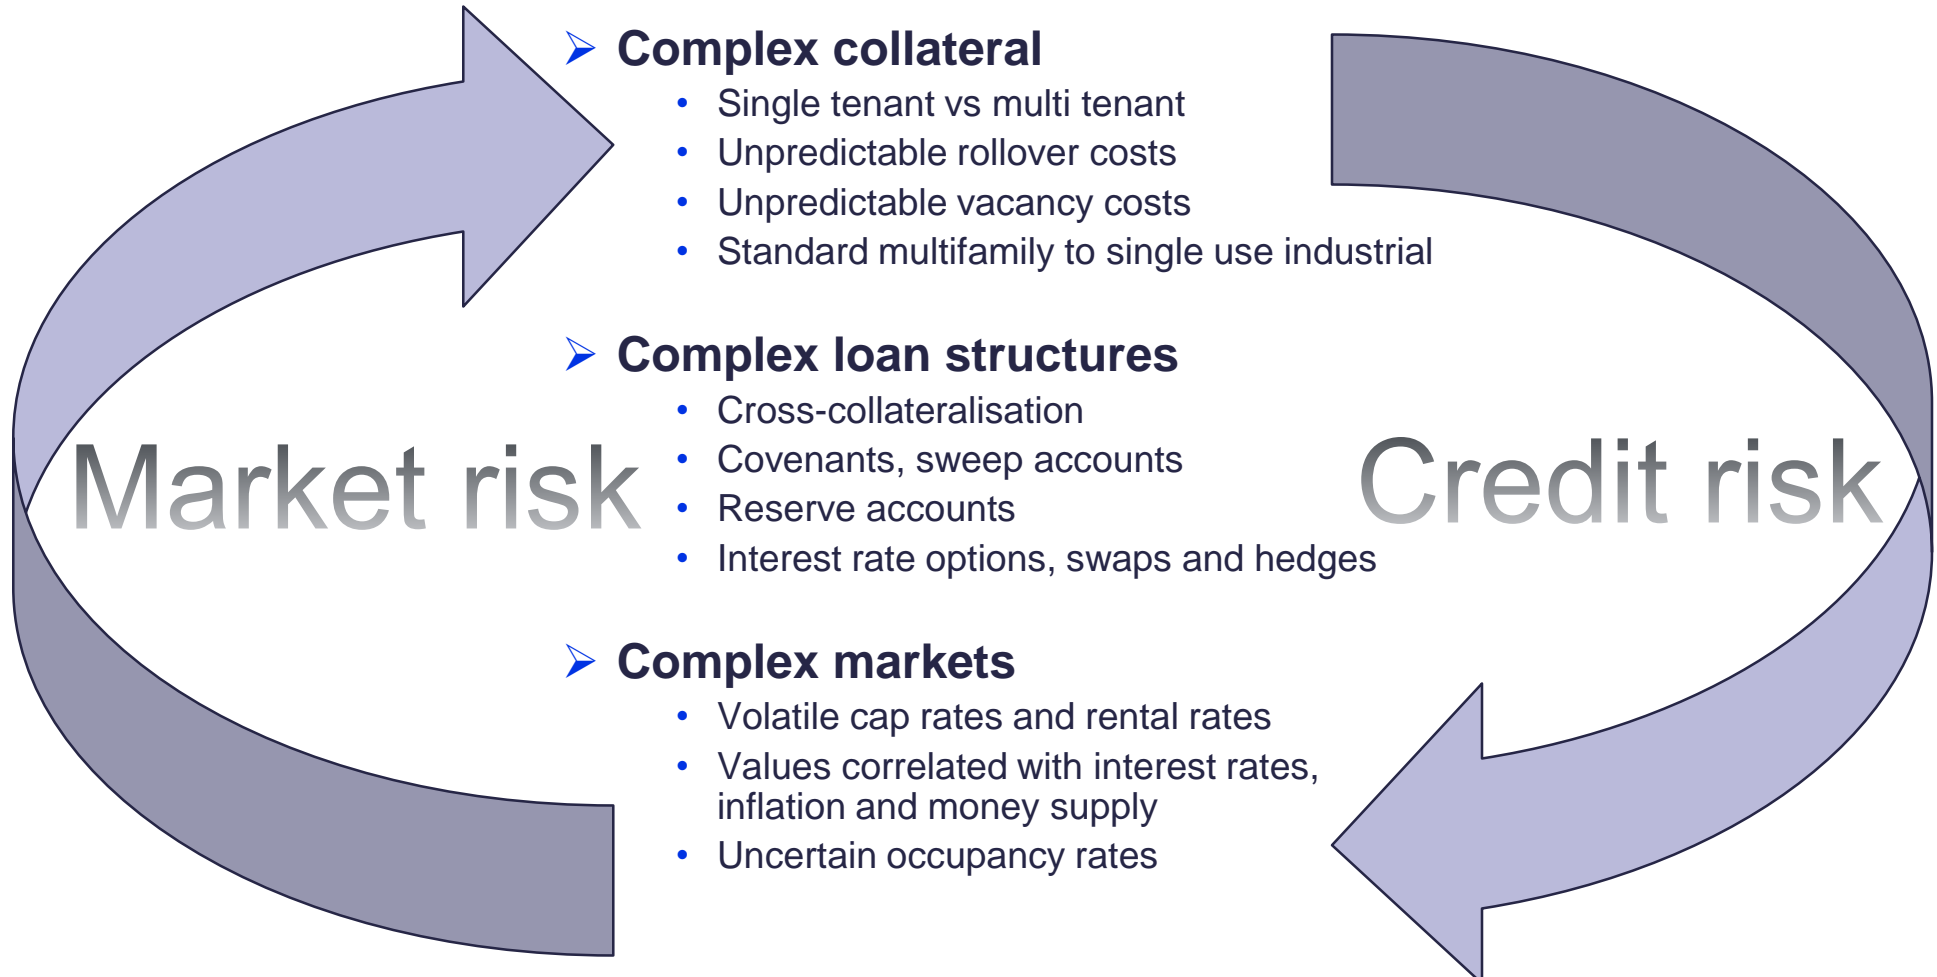 Complex collateral
Single tenant vs multi tenant
Unpredictable rollover costs
Unpredictable vacancy costs
Standard multifamily to single use industrial
Complex loan structures
Cross-collateralisation
Market risk
Covenants, sweep accounts
Credit risk
Reserve accounts
Interest rate options, swaps and hedges
Complex markets
Volatile cap rates and rental rates
Values correlated with interest rates,
inflation and money supply
Uncertain occupancy rates